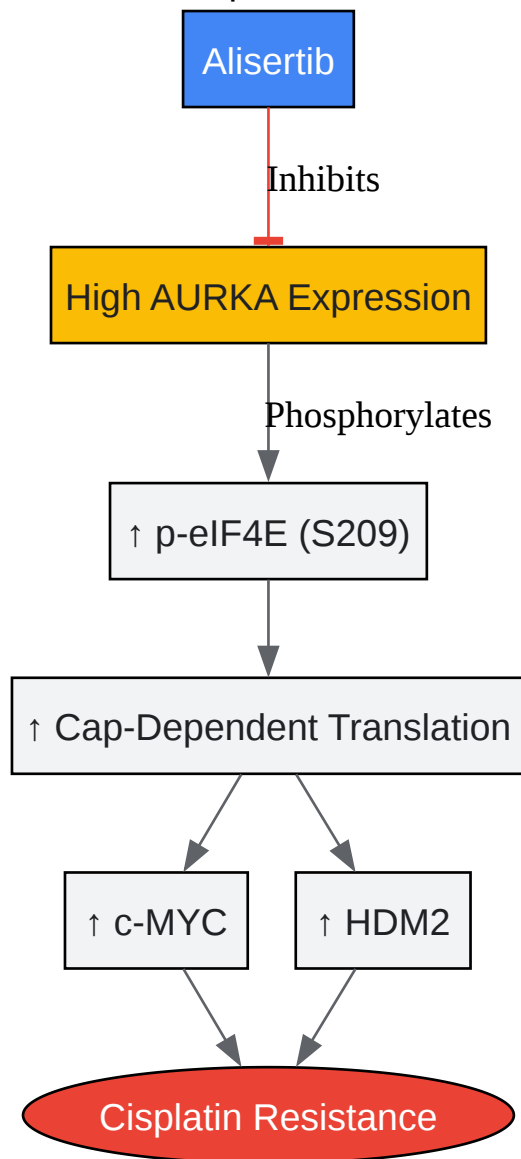 Alisertib
Inhibits
High AURKA Expression
Phosphorylates
↑ p-eIF4E (S209)
↑ Cap-Dependent Translation
↑ c-MYC
↑ HDM2
Cisplatin Resistance